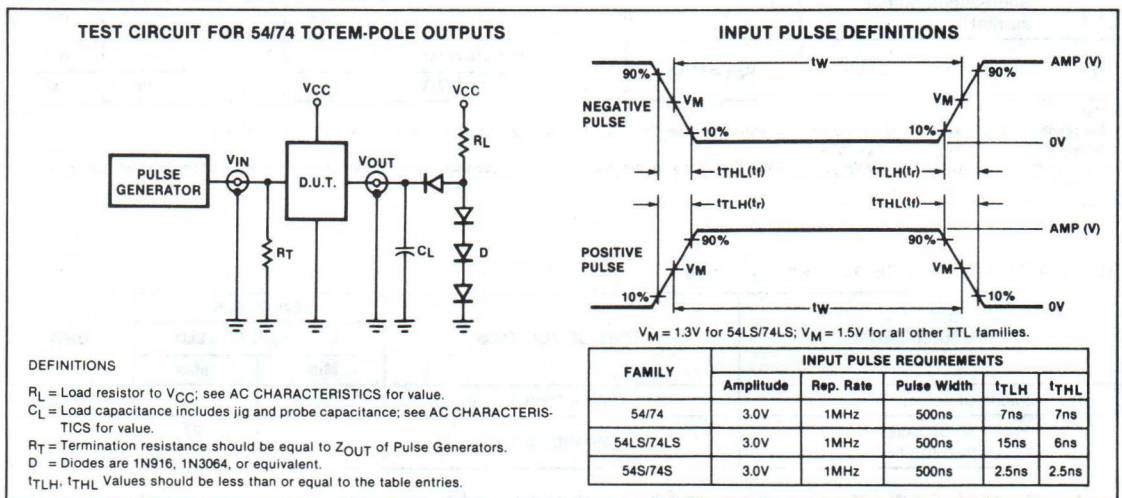 TEST CIRCUIT FOR 54/74 TOTEM-POLE OUTPUTS
VCC
VCC
RL
PULSE
GENERATOR
VIN
D.U.T.
VOUT
RT
CL
D
DEFINITIONS
RL = Load resistor to VCC; see AC CHARACTERISTICS for value.
CL = Load capacitance includes jig and probe capacitance; see AC CHARACTERIS-
TICS for value.
RT = Termination resistance should be equal to ZOUT of Pulse Generators.
D = Diodes are 1N916, 1N3064, or equivalent.
tTLH, tTHL Values should be less than or equal to the table entries.
INPUT PULSE DEFINITIONS
90%
tW
90%
AMP (V)
NEGATIVE
PULSE
VM
VM
10%
10%
0V
tTHL(tf)
tTLH(tr)
tTLH(tr)
tTHL(tf)
AMP (V)
90%
90%
POSITIVE
PULSE
VM
VM
10%
tW
10%
0V
VM = 1.3V for 54LS/74LS; VM = 1.5V for all other TTL families.
FAMILY INPUT PULSE REQUIREMENTS
Amplitude Rep. Rate Pulse Width tTLH tTHL
54/74 3.0V 1MHz 500ns 7ns 7ns
54LS/74LS 3.0V 1MHz 500ns 15ns 6ns
54S/74S 3.0V 1MHz 500ns 2.5ns 2.5ns